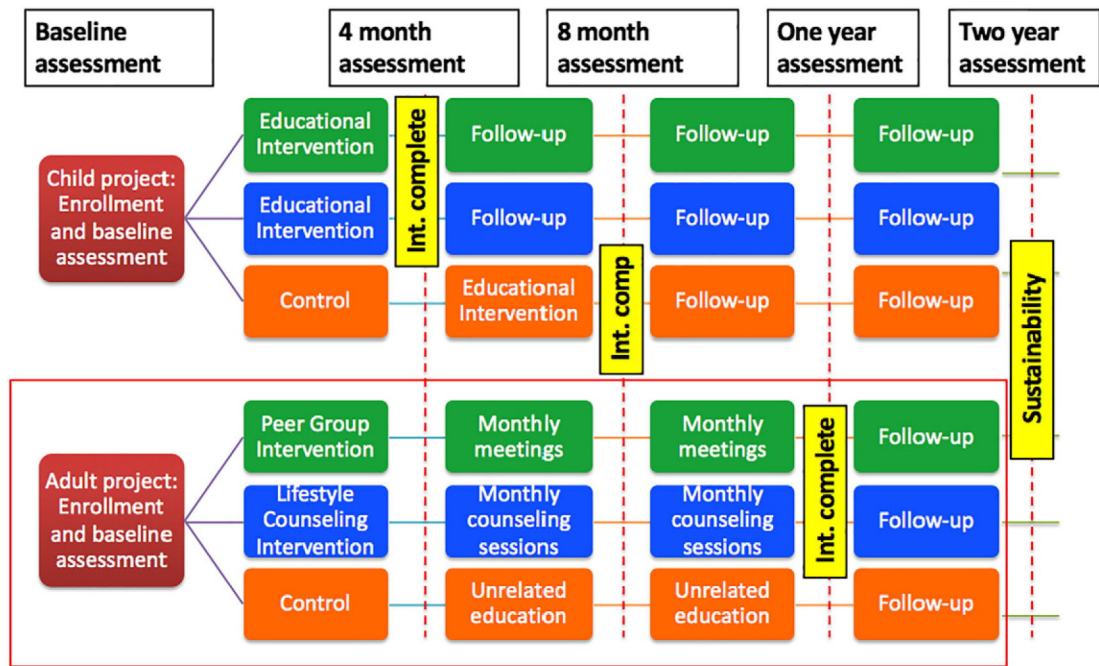 Baseline
assessment
4 month
assessment
8 month
assessment
One year
assessment
Two year
assessment
Child project:
Enrollment
and baseline
assessment
Educational
Intervention
Int. complete
Follow-up
Follow-up
Follow-up
Educational
Intervention
Follow-up
Follow-up
Follow-up
Control
Educational
Intervention
Int. comp
Follow-up
Follow-up
Sustainability
Adult project:
Enrollment
and baseline
assessment
Peer Group
Intervention
Monthly
meetings
Monthly
meetings
Int. complete
Follow-up
Lifestyle
Counseling
Intervention
Monthly
counseling
sessions
Monthly
counseling
sessions
Follow-up
Control
Unrelated
education
Unrelated
education
Follow-up